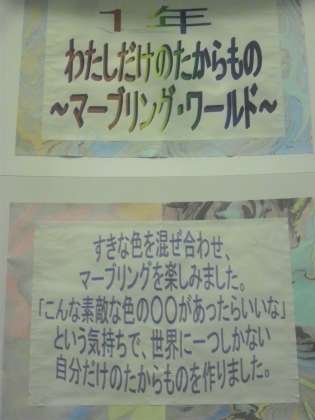 1年
わたしだけのたからもの
～マーブリング・ワールド～
すきな色を混ぜ合わせ、
マーブリングを楽しみました。
「こんな素敵な色の〇〇があったらいいな」
という気持ちで、世界に一つしかない
自分だけのたからものを作りました。